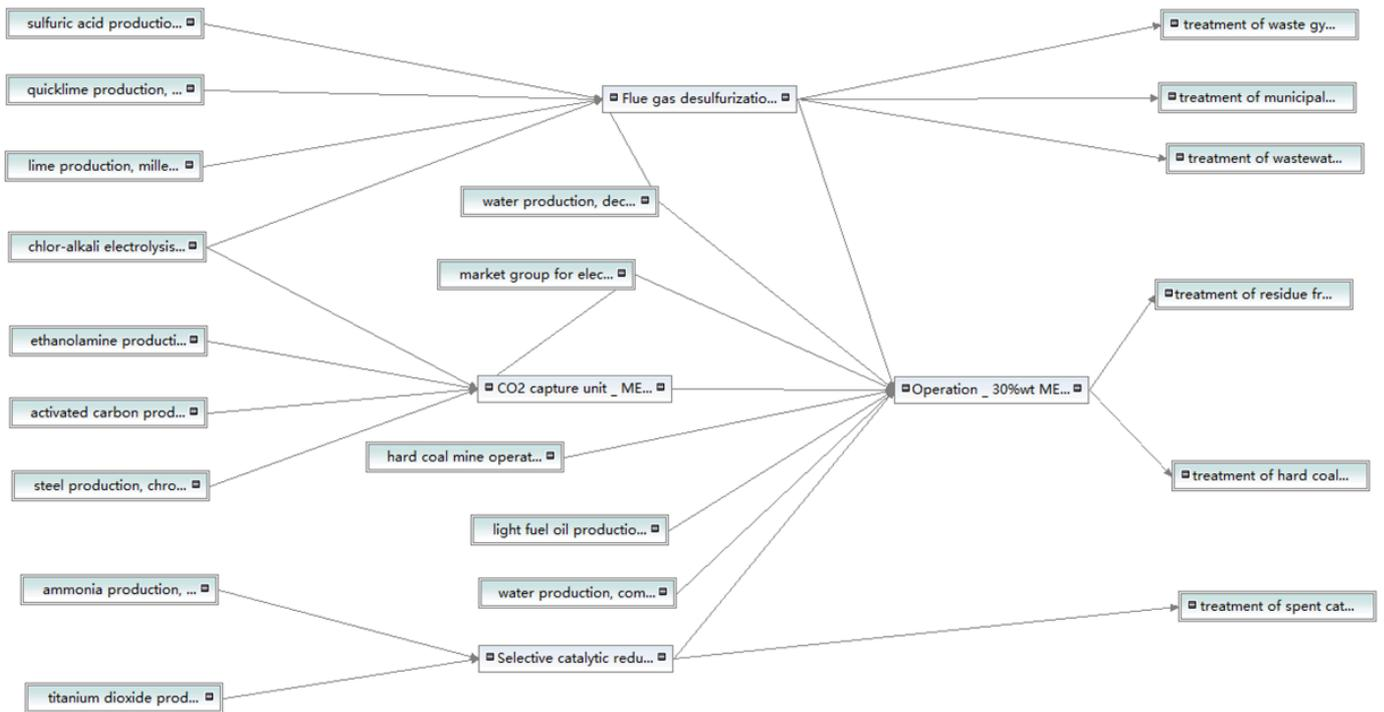 sulfuric acid productio...
treatment of waste gy...
quicklime production, ...
Flue gas desulfurizatio...
treatment of municipal...
lime production, mille...
treatment of wastewat...
water production, dec...
chlor-alkali electrolysis...
market group for elec...
treatment of residue fr...
ethanolamine producti...
CO2 capture unit _ ME...
Operation _ 30%wt ME...
activated carbon prod...
hard coal mine operat...
steel production, chro...
treatment of hard coal...
light fuel oil productio...
ammonia production, ...
water production, com...
treatment of spent cat...
Selective catalytic redu...
titanium dioxide prod...